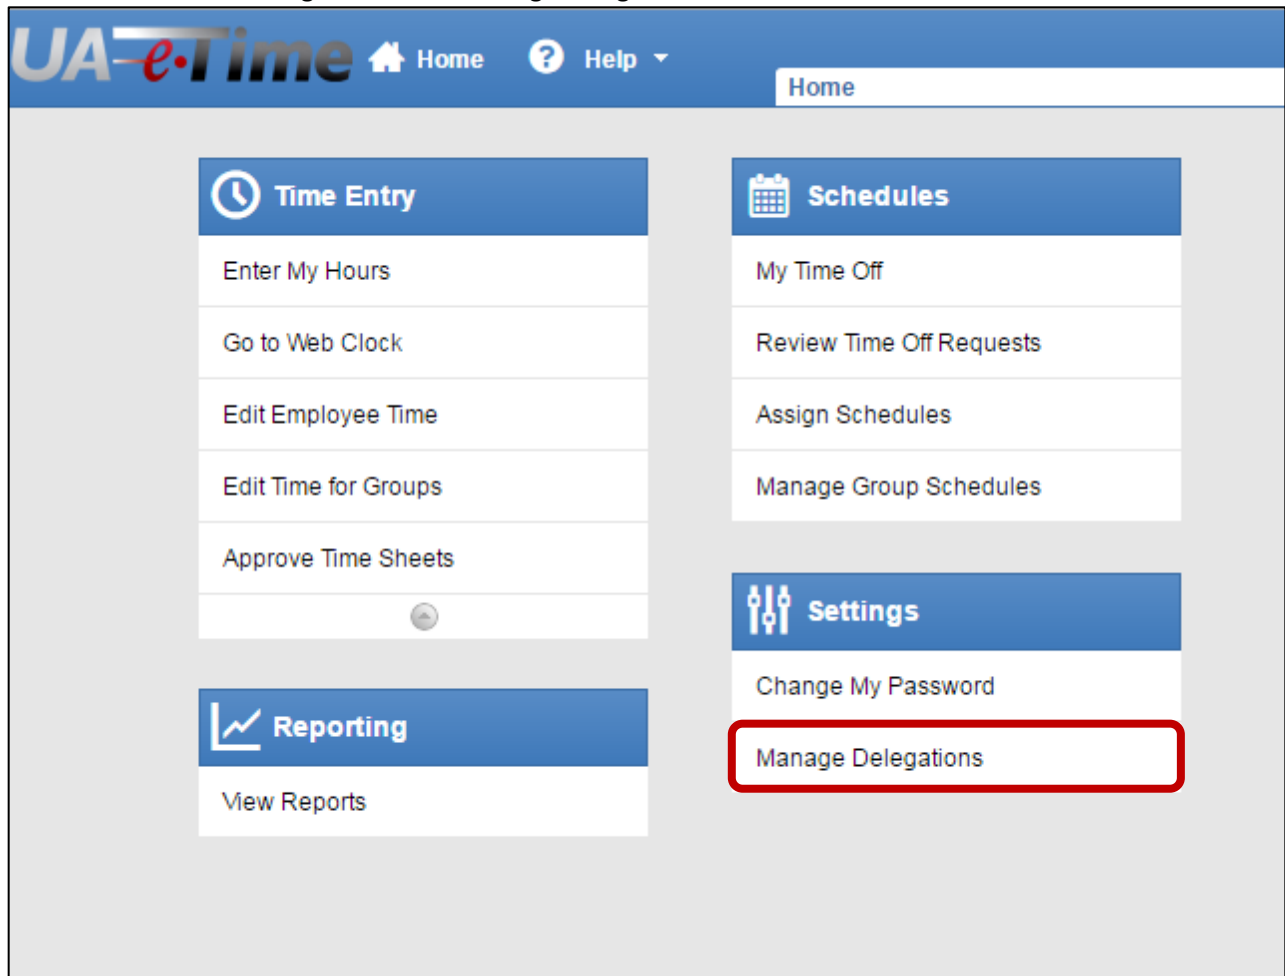 UA-e-Time Home ? Help
Home
Time Entry
Enter My Hours
Go to Web Clock
Edit Employee Time
Edit Time for Groups
Approve Time Sheets
Reporting
View Reports
Schedules
My Time Off
Review Time Off Requests
Assign Schedules
Manage Group Schedules
Settings
Change My Password
Manage Delegations